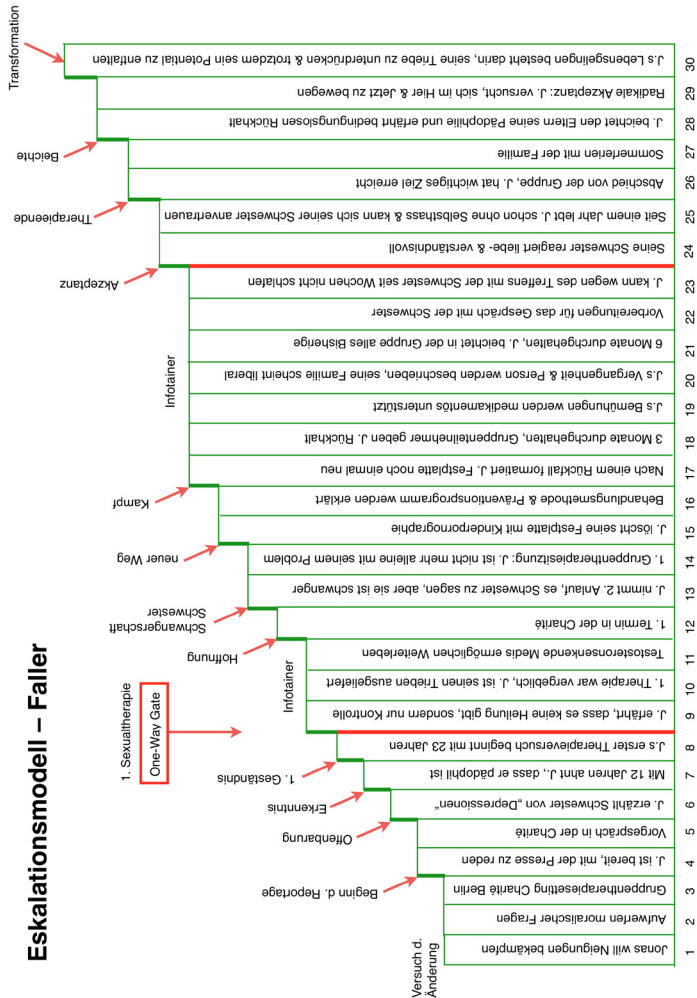 Eskalationsmodell – Faller
1. Sexualtherapie
One-Way Gate
Versuch d.
Änderung
Beginn d. Reportage
Offenbarung
Erkenntnis
1. Geständnis
Infotainer
Hoffnung
Schwangerschaft
Schwester
neuer Weg
Kampf
Infotainer
Akzeptanz
Therapieende
Beichte
Transformation
Jonas will Neigungen bekämpfen
Aufwerfen moralischer Fragen
Gruppentherapiesetting Charité Berlin
J. ist bereit, mit der Presse zu reden
Vorgespräch in der Charité
J. erzählt Schwester von „Depressionen“
Mit 12 Jahren ahnt J., dass er pädophil ist
J.s erster Therapieversuch beginnt mit 23 Jahren
J. erfährt, dass es keine Heilung gibt, sondern nur Kontrolle
1. Therapie war vergeblich, J. ist seinen Trieben ausgeliefert
Testosteronsenkende Medis ermöglichen Weiterleben
1. Termin in der Charité
J. nimmt 2. Anlauf, es Schwester zu sagen, aber sie ist schwanger
1. Gruppentherapiesitzung: J. ist nicht mehr alleine mit seinem Problem
J. löscht seine Festplatte mit Kinderpornographie
Behandlungsmethode & Präventionsprogramm werden erklärt
Nach einem Rückfall formatiert J. Festplatte noch einmal neu
3 Monate durchgehalten, Gruppenteilnehmer geben J. Rückhalt
J.s Bemühungen werden medikamentös unterstützt
J.s Vergangenheit & Person werden beschrieben, seine Familie scheint liberal
6 Monate durchgehalten, J. beichtet in der Gruppe alles Bisherige
Vorbereitungen für das Gespräch mit der Schwester
J. kann wegen des Treffens mit der Schwester seit Wochen nicht schlafen
Seine Schwester reagiert liebe- & verständnisvoll
Seit einem Jahr lebt J. schon ohne Selbsthass & kann sich seiner Schwester anvertrauen
Abschied von der Gruppe, J. hat wichtiges Ziel erreicht
Sommerferien mit der Familie
J. beichtet den Eltern seine Pädophilie und erfährt bedingungslosen Rückhalt
Radikale Akzeptanz: J. versucht, sich im Hier & Jetzt zu bewegen
J.s Lebensgelingen besteht darin, seine Triebe zu unterdrücken & trotzdem sein Potential zu entfalten
1
2
3
4
5
6
7
8
9
10
11
12
13
14
15
16
17
18
19
20
21
22
23
24
25
26
27
28
29
30